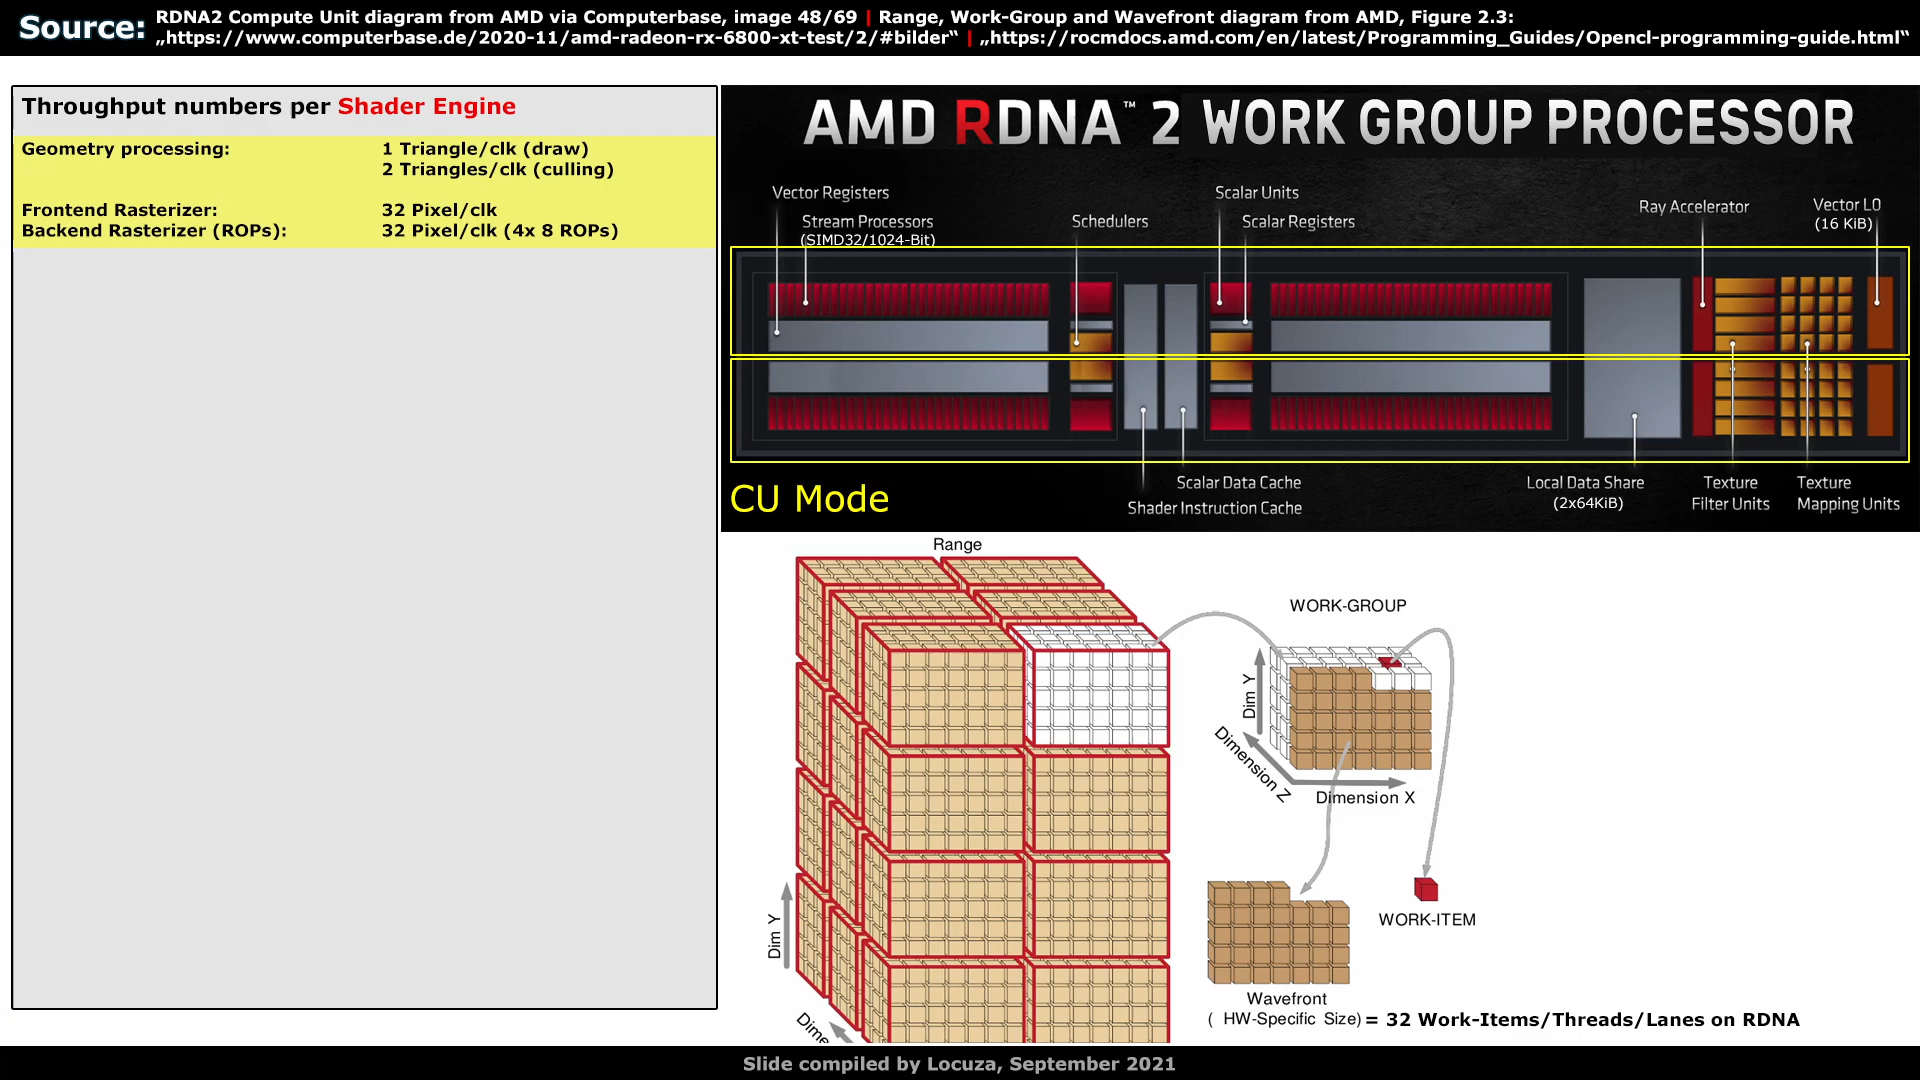 Source: RDNA2 Compute Unit diagram from AMD via Computerbase, image 48/69 | Range, Work-Group and Wavefront diagram from AMD, Figure 2.3:
„https://www.computerbase.de/2020-11/amd-radeon-rx-6800-xt-test/2/#bilder“ | „https://rocmdocs.amd.com/en/latest/Programming_Guides/Opencl-programming-guide.html“
Throughput numbers per Shader Engine
Geometry processing: 1 Triangle/clk (draw)
2 Triangles/clk (culling)
Frontend Rasterizer: 32 Pixel/clk
Backend Rasterizer (ROPs): 32 Pixel/clk (4x 8 ROPs)
AMD RDNA™ 2 WORK GROUP PROCESSOR
Vector Registers
Stream Processors
(SIMD32/1024-Bit)
Schedulers
Scalar Units
Scalar Registers
Ray Accelerator
Vector L0
(16 KiB)
CU Mode
Scalar Data Cache
Shader Instruction Cache
Local Data Share
(2x64KiB)
Texture
Filter Units
Texture
Mapping Units
Range
WORK-GROUP
Dim Y
Dimension Z
Dimension X
WORK-ITEM
Dim Y
Dime
Wavefront
( HW-Specific Size) = 32 Work-Items/Threads/Lanes on RDNA
Slide compiled by Locuza, September 2021